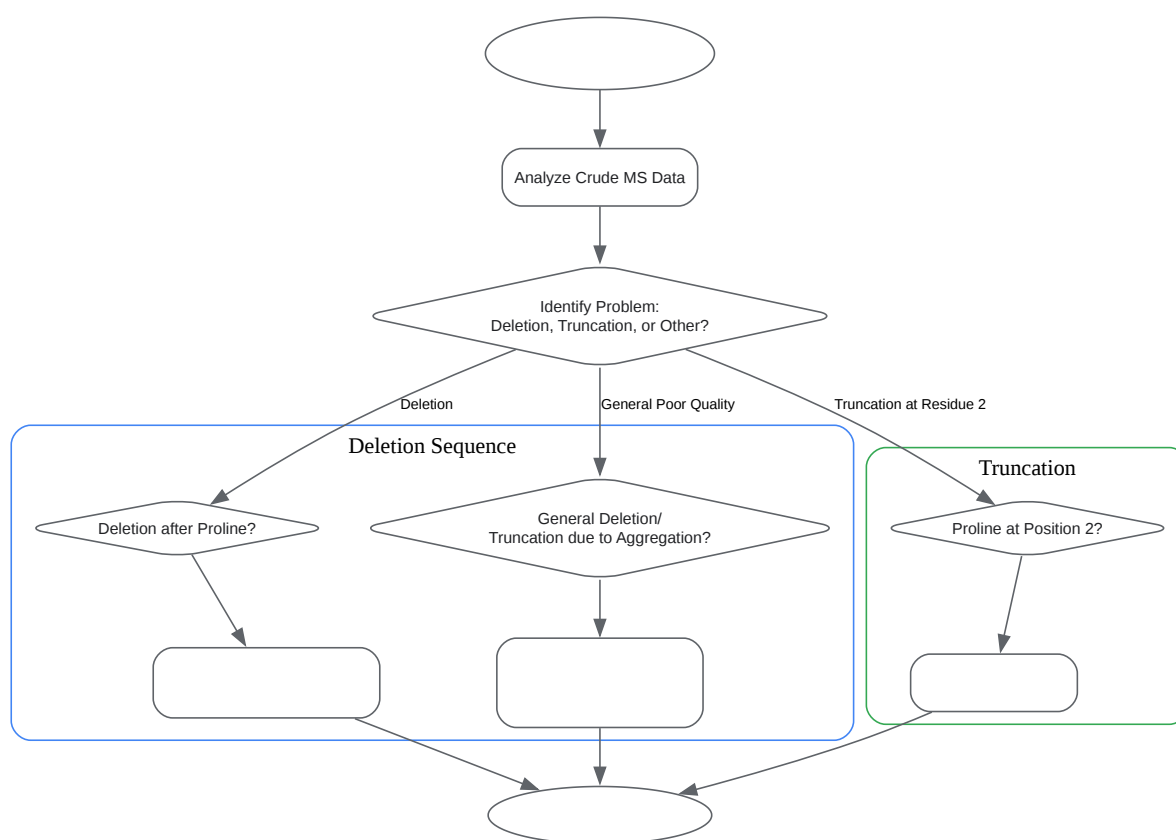 Analyze Crude MS Data
Identify Problem:
Deletion, Truncation, or Other?
Deletion
General Poor Quality
Truncation at Residue 2
Deletion Sequence
Truncation
Deletion after Proline?
General Deletion/
Truncation due to Aggregation?
Proline at Position 2?